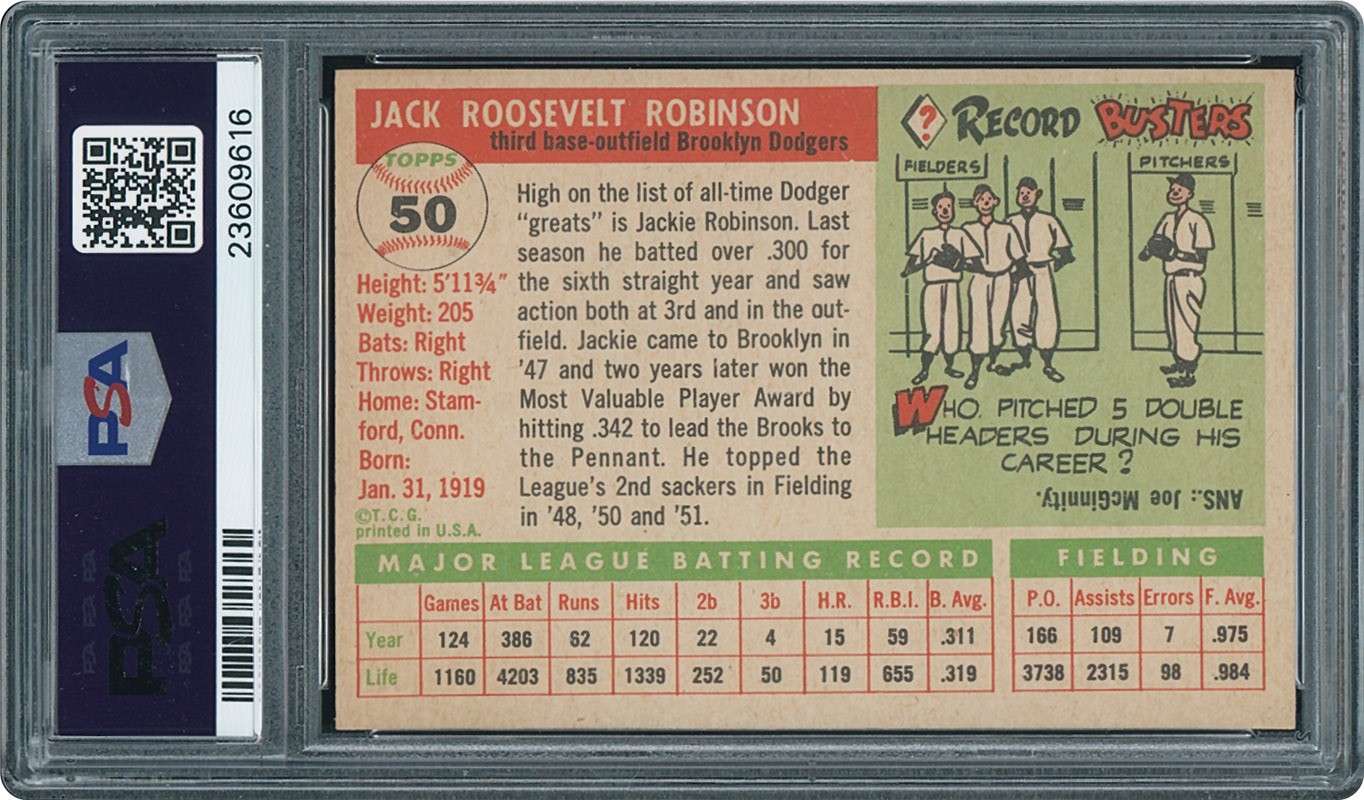 23609616
PSA
PSA
JACK ROOSEVELT ROBINSON
third base-outfield Brooklyn Dodgers
TOPPS
50
Height: 5'11¾"
Weight: 205
Bats: Right
Throws: Right
Home: Stam-
ford, Conn.
Born:
Jan. 31, 1919
©T.C.G.
printed in U.S.A.
High on the list of all-time Dodger
“greats” is Jackie Robinson. Last
season he batted over .300 for
the sixth straight year and saw
action both at 3rd and in the out-
field. Jackie came to Brooklyn in
'47 and two years later won the
Most Valuable Player Award by
hitting .342 to lead the Brooks to
the Pennant. He topped the
League's 2nd sackers in Fielding
in '48, '50 and '51.
? RECORD BUSTERS
FIELDERS
PITCHERS
WHO PITCHED 5 DOUBLE
HEADERS DURING HIS
CAREER?
ANS.: Joe McGinnity.
MAJOR LEAGUE BATTING RECORD
Games At Bat Runs Hits 2b 3b H.R. R.B.I. B. Avg.
Year 124 386 62 120 22 4 15 59 .311
Life 1160 4203 835 1339 252 50 119 655 .319
FIELDING
P.O. Assists Errors F. Avg.
166 109 7 .975
3738 2315 98 .984